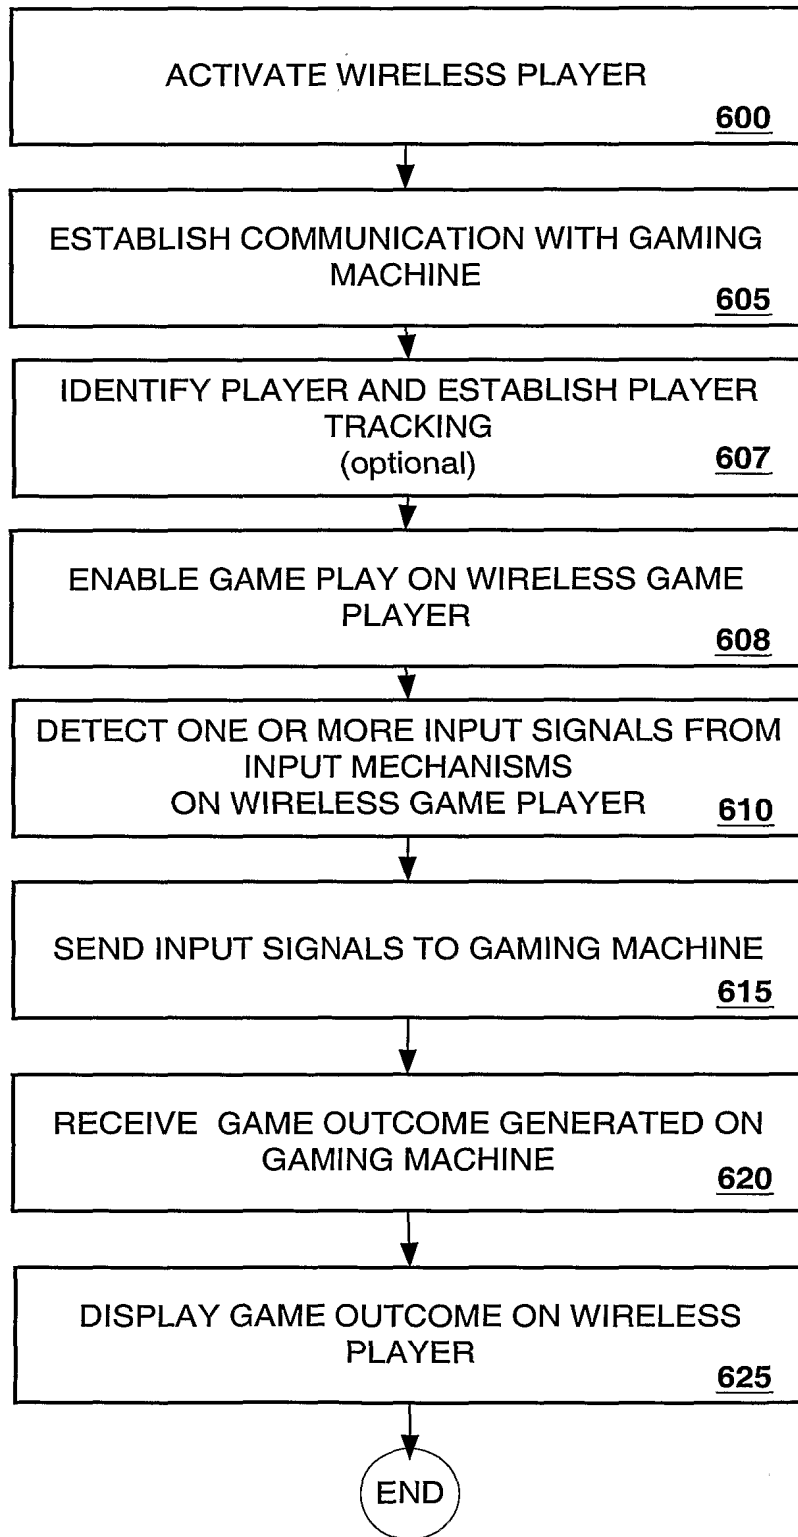 ACTIVATE WIRELESS PLAYER
600
ESTABLISH COMMUNICATION WITH GAMING
MACHINE
605
IDENTIFY PLAYER AND ESTABLISH PLAYER
TRACKING
(optional)
607
ENABLE GAME PLAY ON WIRELESS GAME
PLAYER
608
DETECT ONE OR MORE INPUT SIGNALS FROM
INPUT MECHANISMS
ON WIRELESS GAME PLAYER
610
SEND INPUT SIGNALS TO GAMING MACHINE
615
RECEIVE GAME OUTCOME GENERATED ON
GAMING MACHINE
620
DISPLAY GAME OUTCOME ON WIRELESS
PLAYER
625
END